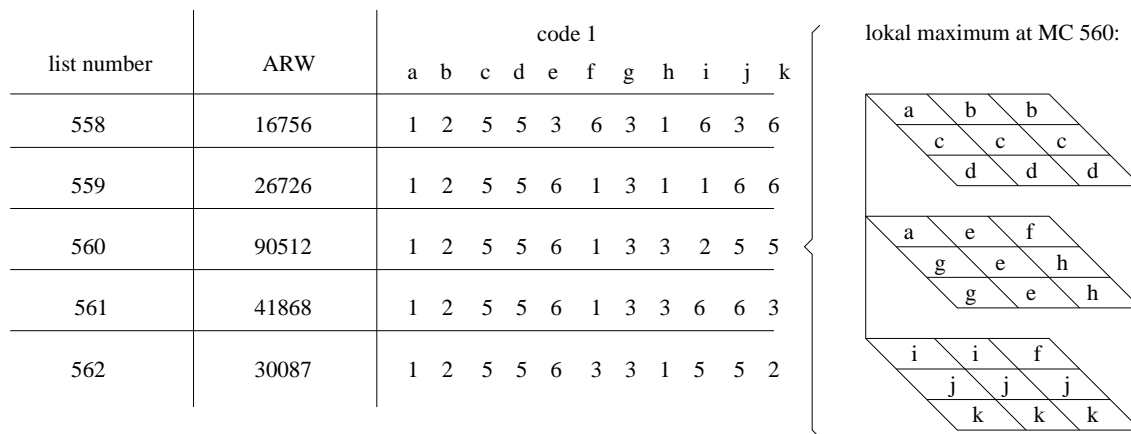 code 1
lokal maximum at MC 560:
list number ARW a b c d e f g h i j k
558 16756 1 2 5 5 3 6 3 1 6 3 6
559 26726 1 2 5 5 6 1 3 1 1 6 6
560 90512 1 2 5 5 6 1 3 3 2 5 5
561 41868 1 2 5 5 6 1 3 3 6 6 3
562 30087 1 2 5 5 6 3 3 1 5 5 2
a b b
c c c
d d d
a e f
g e h
g e h
i i f
j j j
k k k